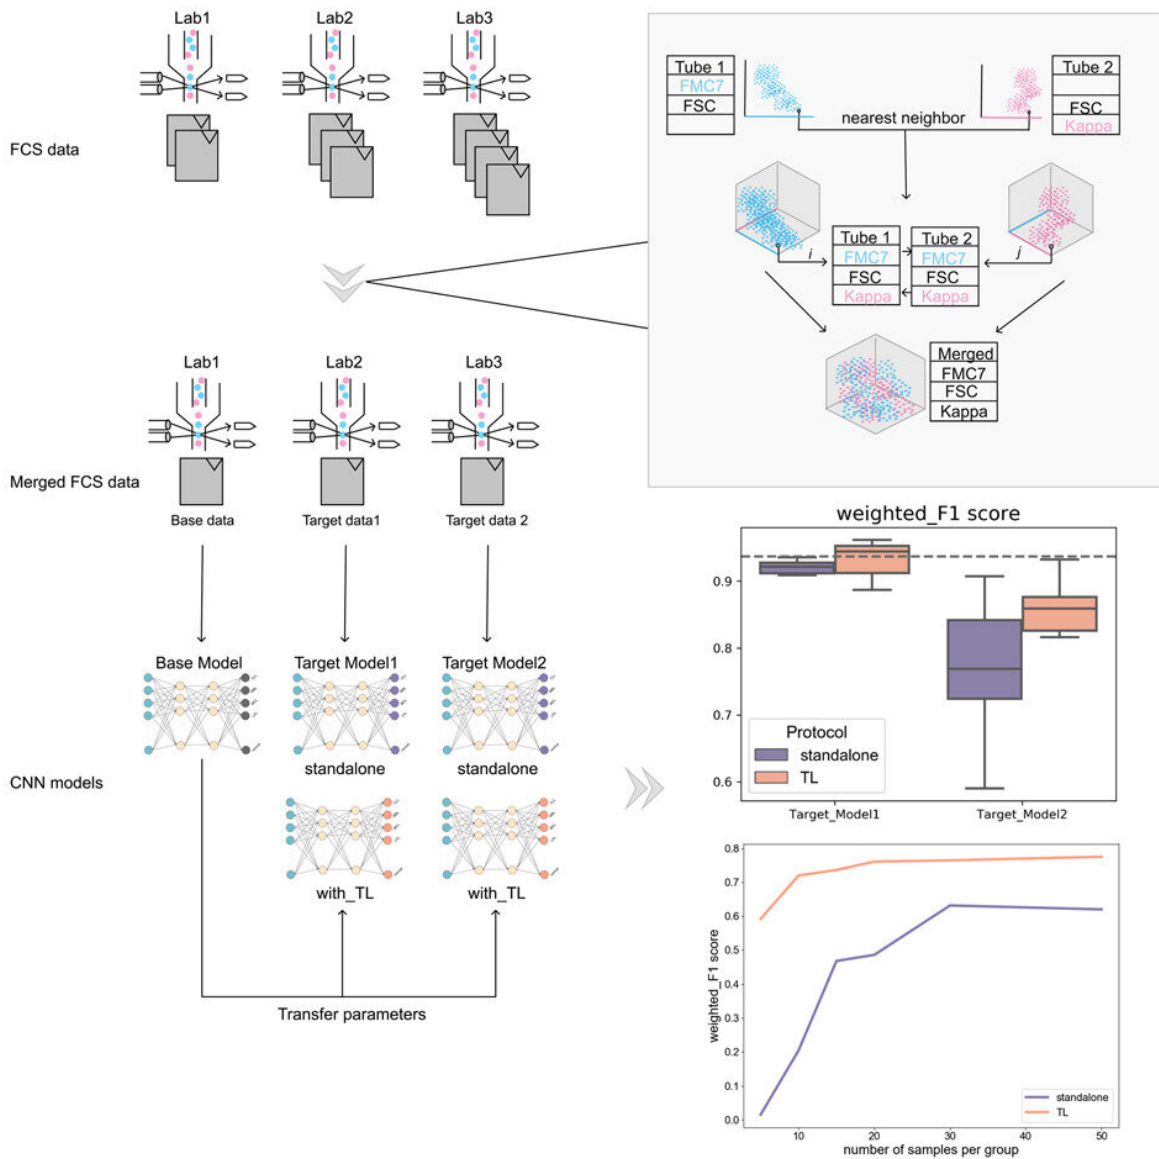 Lab1
Lab2
Lab3
FCS data
Tube 1
FMC7
FSC
Tube 2
FSC
Kappa
nearest neighbor
i
j
Tube 1
FMC7
FSC
Kappa
Tube 2
FMC7
FSC
Kappa
Merged
FMC7
FSC
Kappa
Lab1
Lab2
Lab3
Merged FCS data
Base data
Target data1
Target data 2
Base Model
Target Model1
Target Model2
CNN models
standalone
standalone
with_TL
with_TL
Transfer parameters
weighted_F1 score
0.9
0.8
0.7
0.6
Protocol
standalone
TL
Target_Model1
Target_Model2
weighted_F1 score
0.8
0.7
0.6
0.5
0.4
0.3
0.2
0.1
0.0
standalone
TL
10
20
30
40
50
number of samples per group